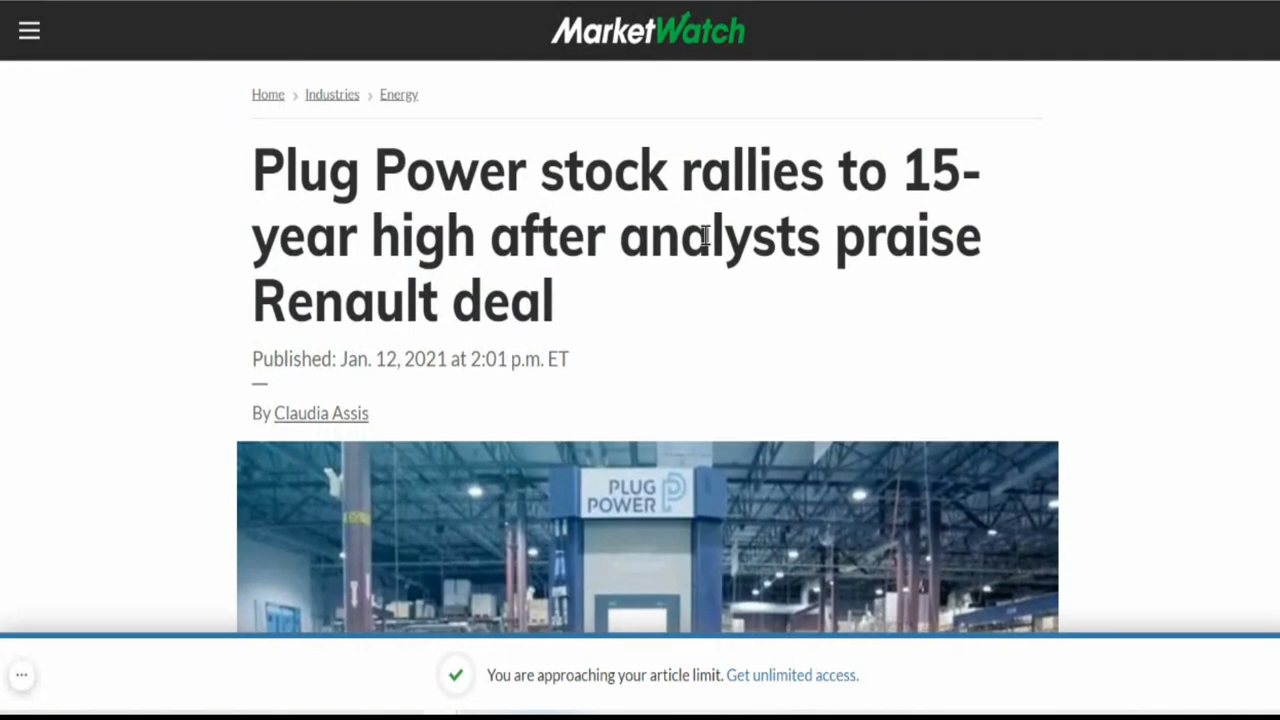 MarketWatch
Home > Industries > Energy
Plug Power stock rallies to 15-
year high after analysts praise
Renault deal
Published: Jan. 12, 2021 at 2:01 p.m. ET
By Claudia Assis
PLUG
POWER
You are approaching your article limit. Get unlimited access.